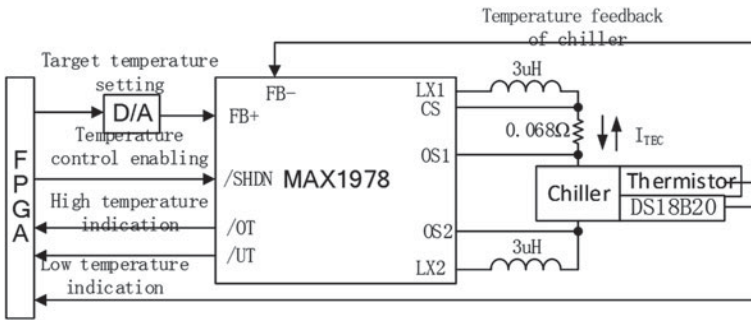 Temperature feedback
of chiller
Target temperature
setting
D/A
Temperature
control enabling
High temperature
indication
Low temperature
indication
FPGA
FB-
FB+
/SHDN
/OT
/UT
MAX1978
LX1
CS
OS1
OS2
LX2
3uH
0.068Ω
I_TEC
Chiller
Thermistor
DS18B20
3uH